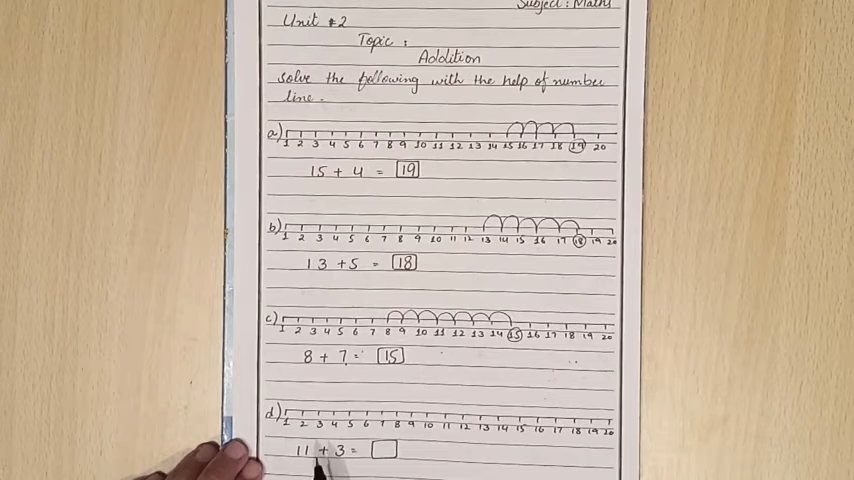 Subject : Maths
Unit #2
Topic :
Addition
solve the following with the help of number
line.
a) 1 2 3 4 5 6 7 8 9 10 11 12 13 14 15 16 17 18 19 20
15 + 4 = 19
b) 1 2 3 4 5 6 7 8 9 10 11 12 13 14 15 16 17 18 19 20
13 + 5 = 18
c) 1 2 3 4 5 6 7 8 9 10 11 12 13 14 15 16 17 18 19 20
8 + 7 = 15
d) 1 2 3 4 5 6 7 8 9 10 11 12 13 14 15 16 17 18 19 20
11 + 3 =